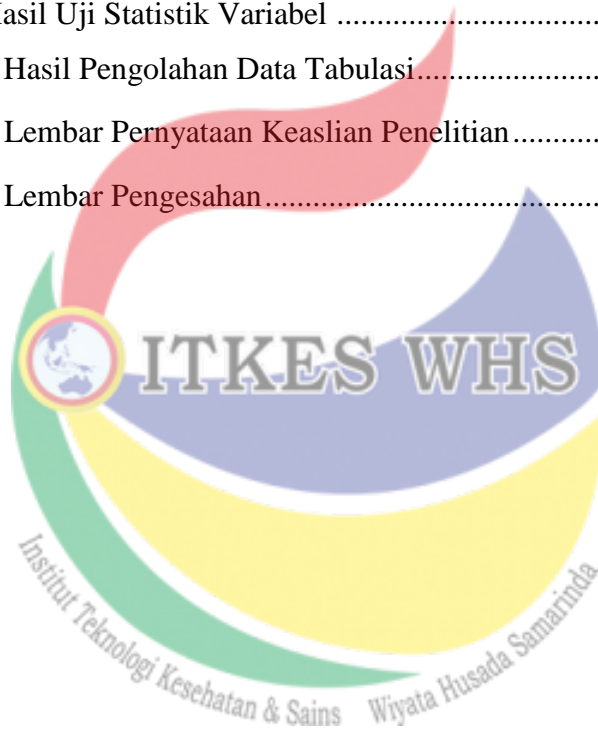 Hasil Uji Statistik Variabel ................................
Hasil Pengolahan Data Tabulasi......................
Lembar Pernyataan Keaslian Penelitian...........
Lembar Pengesahan.........................................
ITKES WHS
Institut Teknologi Kesehatan & Sains Wiyata Husada Samarinda